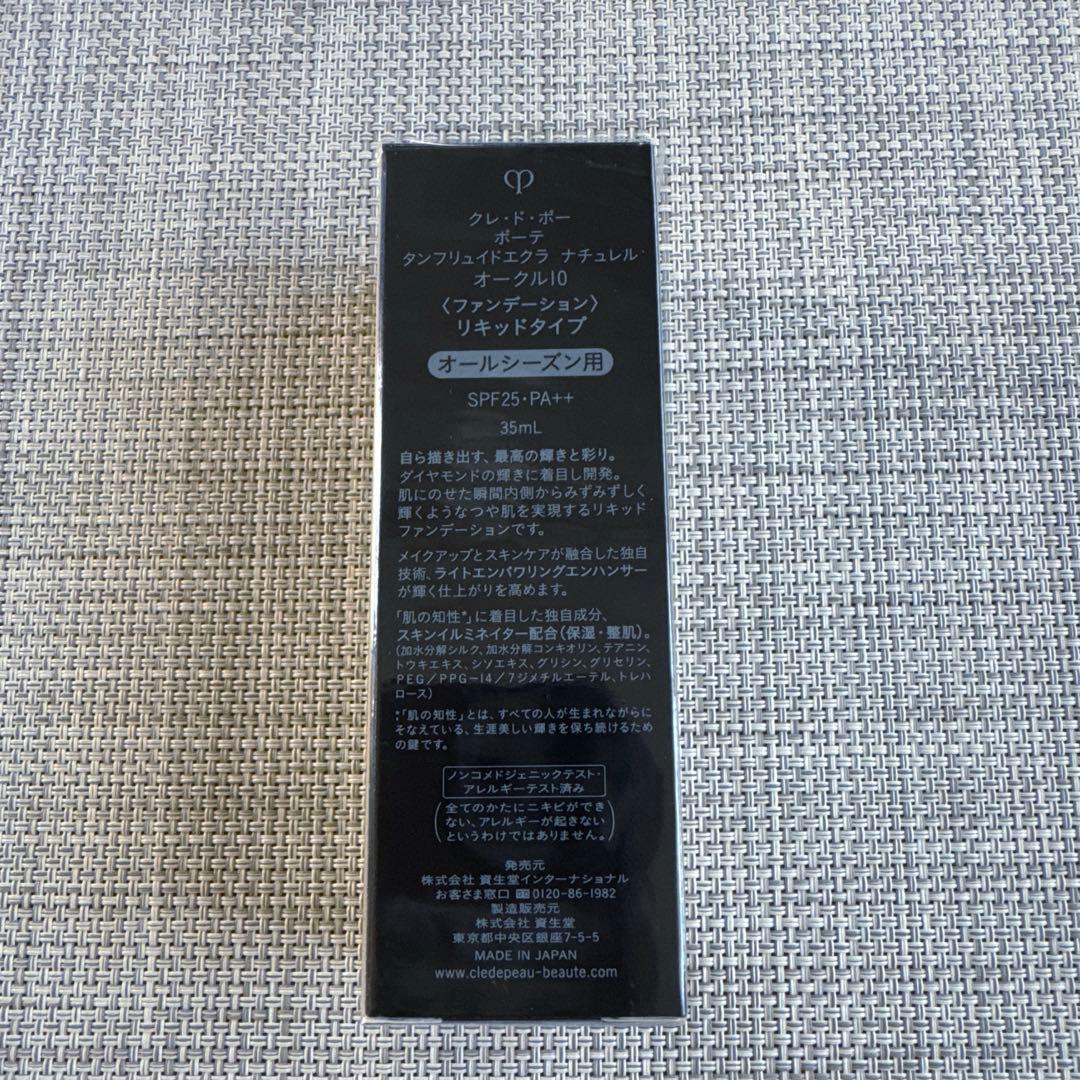 クレ・ド・ポー
ボーテ
タンフリュイドエクラ ナチュレル
オークル10
〈ファンデーション〉
リキッドタイプ
オールシーズン用
SPF25・PA++
35mL
自ら描き出す、最高の輝きと彩り。
ダイヤモンドの輝きに着目し開発。
肌にのせた瞬間内側からみずみずしく
輝くようなつや肌を実現するリキッド
ファンデーションです。
メイクアップとスキンケアが融合した独自
技術、ライトエンパワリングエンハンサー
が輝く仕上がりを高めます。
「肌の知性*」に着目した独自成分、
スキンイルミネイター配合(保湿・整肌)。
(加水分解シルク、加水分解コンキオリン、テアニン、
トウキエキス、シソエキス、グリシン、グリセリン、
PEG/PPG-14/7ジメチルエーテル、トレハ
ロース)
*「肌の知性」とは、すべての人が生まれながらに
そなえている、生涯美しい輝きを保ち続けるため
の鍵です。
ノンコメドジェニックテスト・
アレルギーテスト済み
(全てのかたにニキビができ
ない、アレルギーが起きない
というわけではありません。)
発売元
株式会社 資生堂インターナショナル
お客さま窓口 0120-86-1982
製造販売元
株式会社 資生堂
東京都中央区銀座7-5-5
MADE IN JAPAN
www.cledepeau-beaute.com